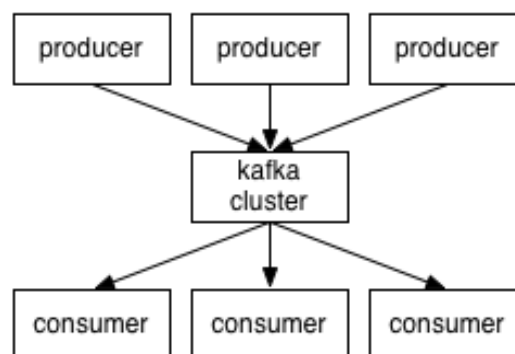 producer
producer
producer
kafka
cluster
consumer
consumer
consumer